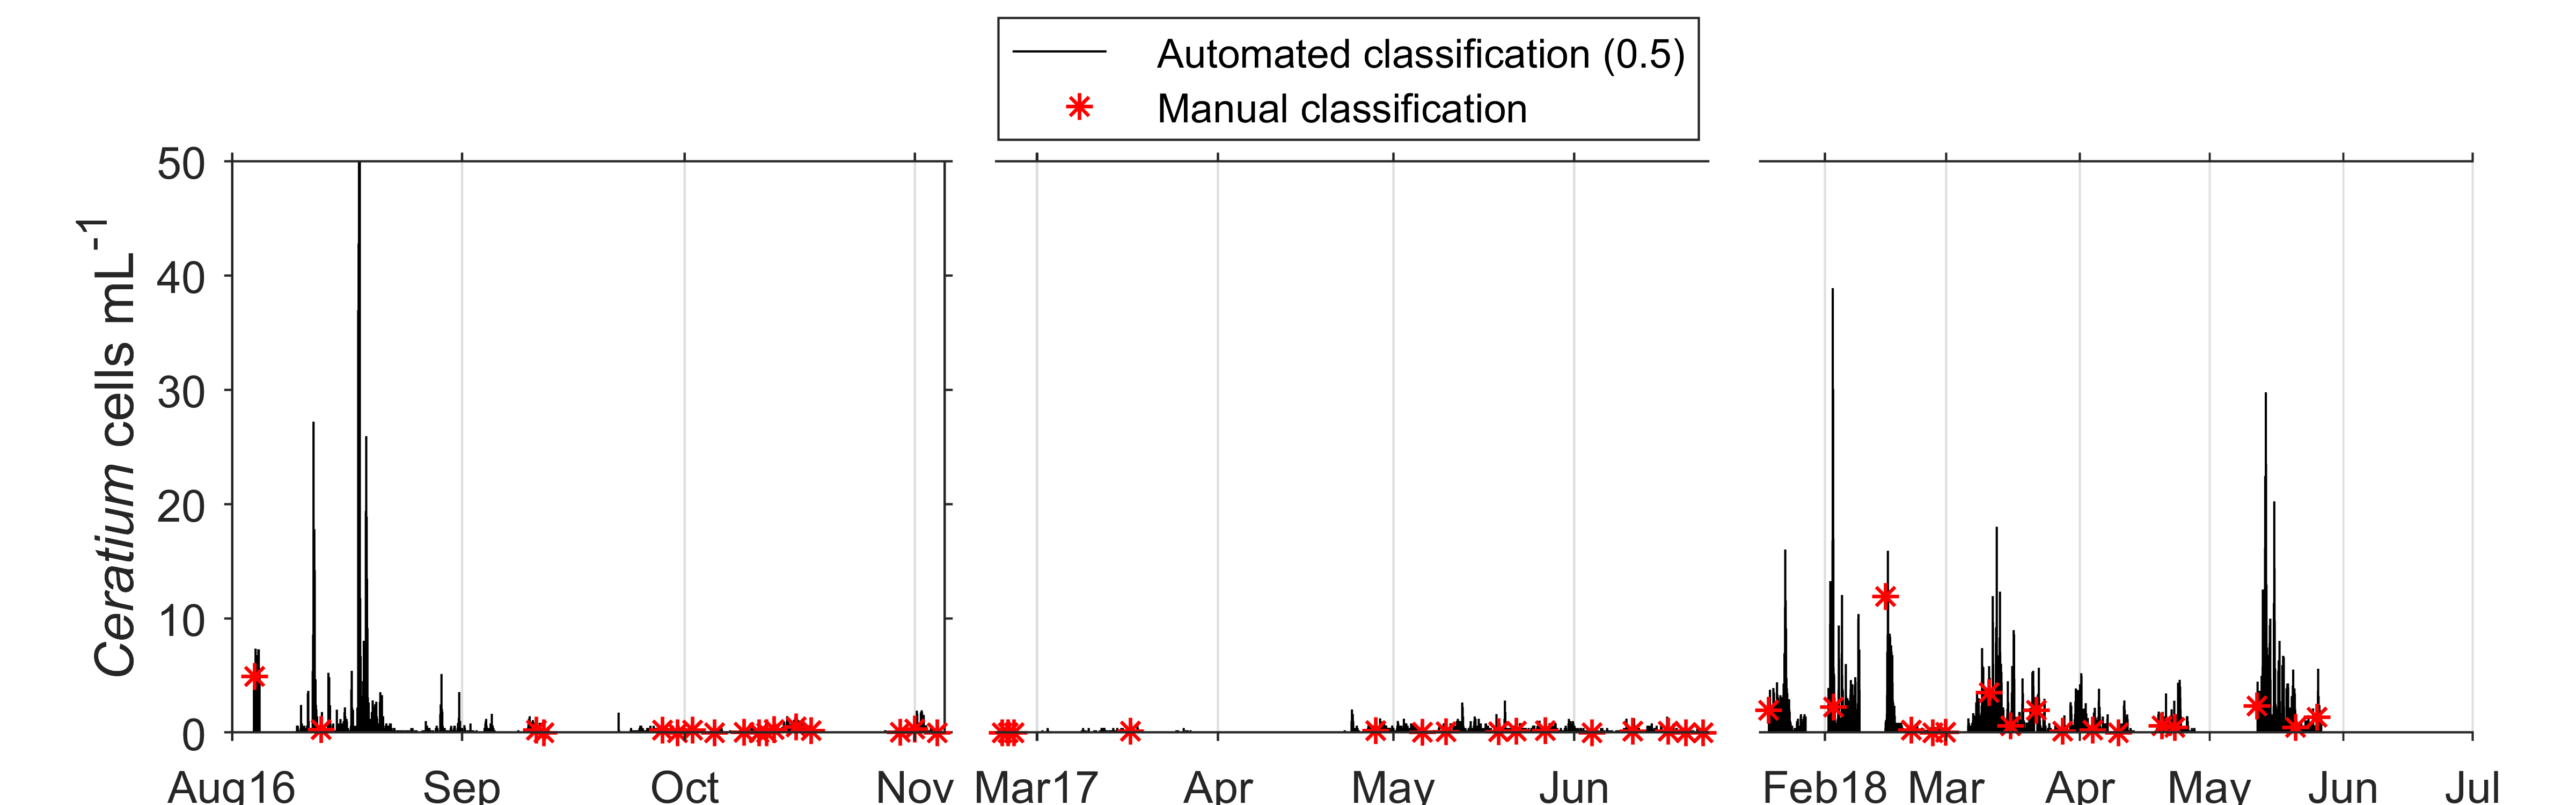 Automated classification (0.5)
Manual classification
Ceratium cells mL-1
50
40
30
20
10
0
Aug16 Sep Oct Nov Mar17 Apr May Jun Feb18 Mar Apr May Jun Jul